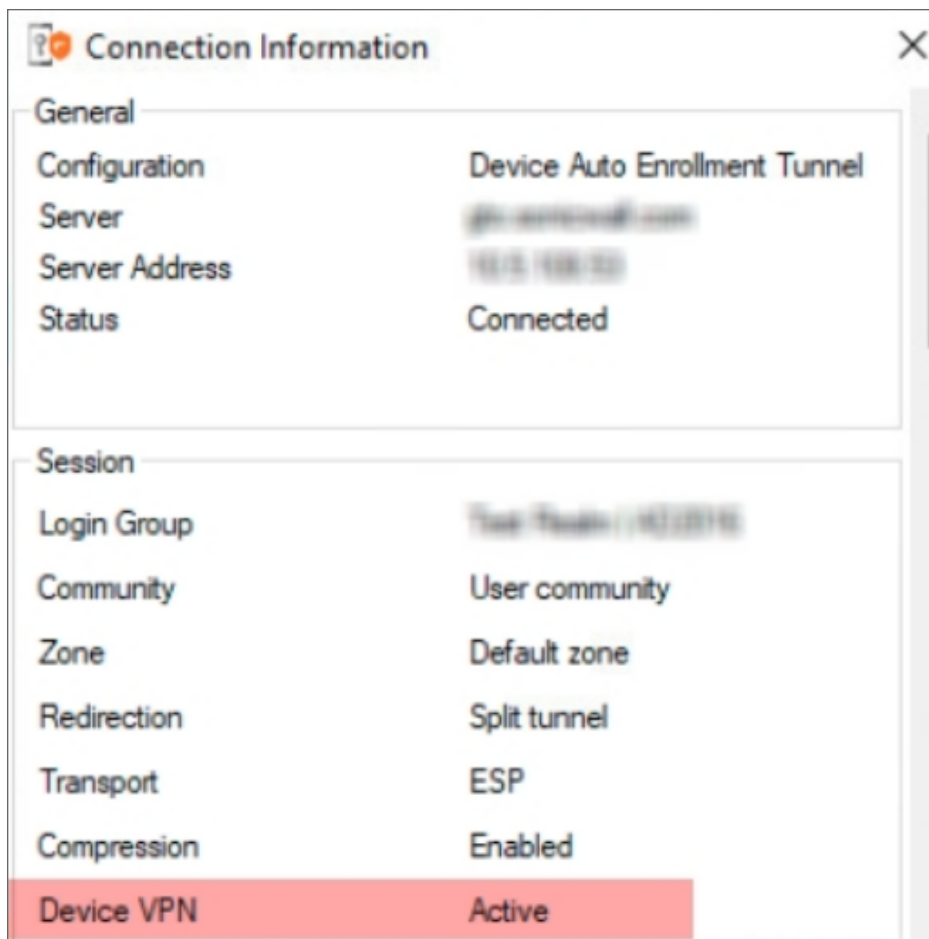 Connection Information
General
Configuration Device Auto Enrollment Tunnel
Server
Server Address
Status Connected
Session
Login Group
Community User community
Zone Default zone
Redirection Split tunnel
Transport ESP
Compression Enabled
Device VPN Active